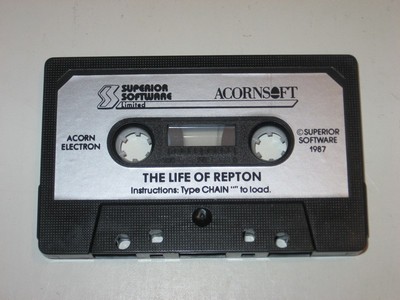 SUPERIOR
SOFTWARE
Limited
ACORNSOFT
ACORN
ELECTRON
©SUPERIOR
SOFTWARE
1987
THE LIFE OF REPTON
Instructions: Type CHAIN "" to load.